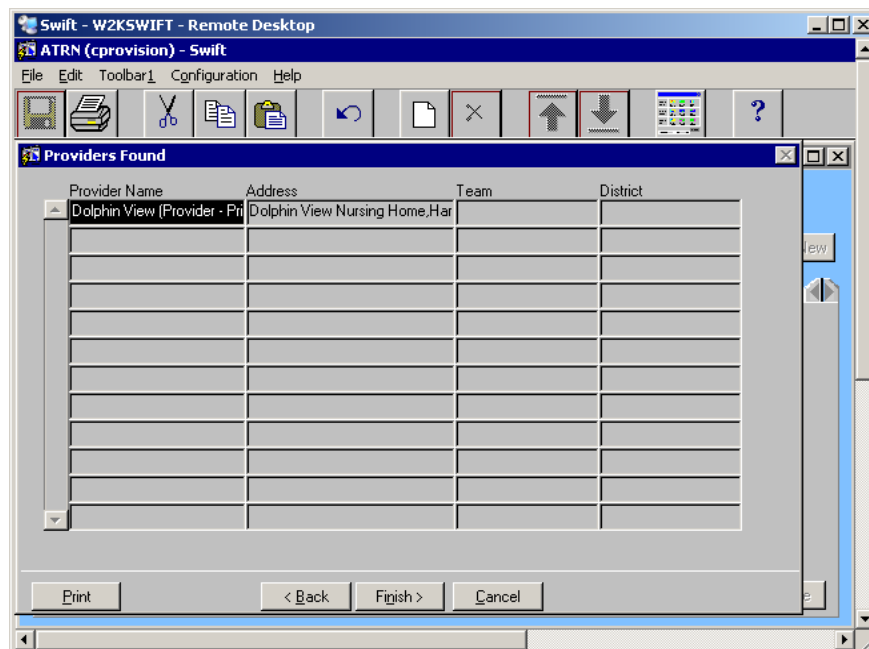 Swift - W2KSWIFT - Remote Desktop
ATRN (cprovision) - Swift
File Edit Toolbar1 Configuration Help
?
Providers Found
Provider Name Address Team District
Dolphin View (Provider - Pri Dolphin View Nursing Home,Har
Print < Back Finish > Cancel